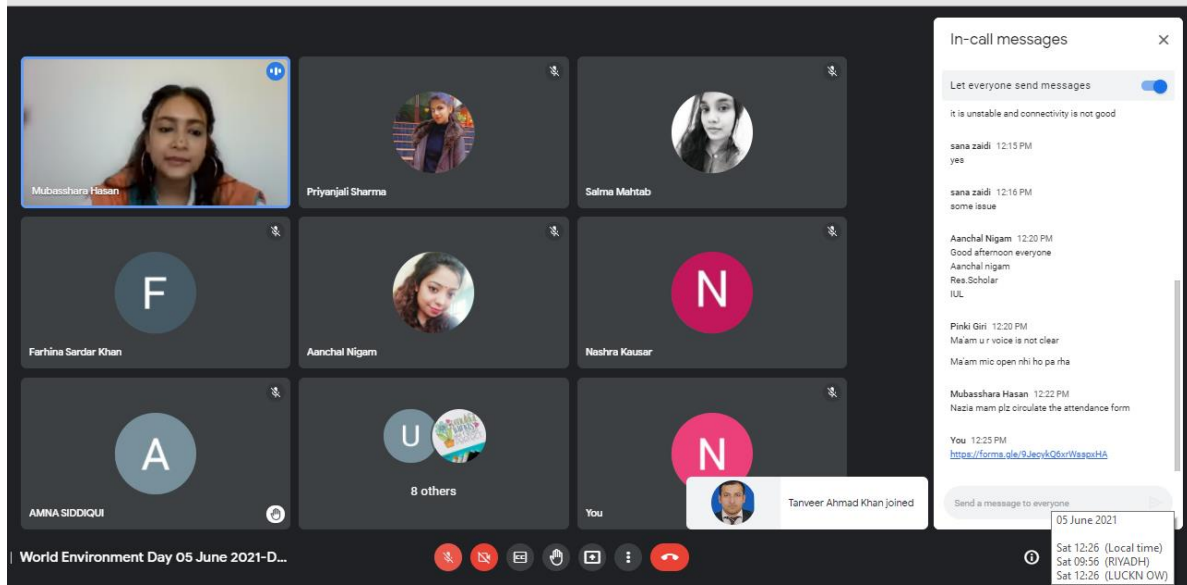 Mubasshara Hasan
Priyanjali Sharma
Salma Mahtab
F
Farhina Sardar Khan
Aanchal Nigam
N
Nashra Kausar
A
AMNA SIDDIQUI
U
8 others
N
You
Tanveer Ahmad Khan joined
World Environment Day 05 June 2021-D...
In-call messages
Let everyone send messages
it is unstable and connectivity is not good
sana zaidi 12:15 PM
yes
sana zaidi 12:16 PM
some issue
Aanchal Nigam 12:20 PM
Good afternoon everyone
Aanchal nigam
Res.Scholar
IUL
Pinki Giri 12:20 PM
Ma'am u r voice is not clear
Ma'am mic open nhi ho pa rha
Mubasshara Hasan 12:22 PM
Nazia mam plz circulate the attendance form
You 12:25 PM
https://forms.gle/9JecykQ6xrWaspxHA
Send a message to everyone
05 June 2021
Sat 12:26 (Local time)
Sat 09:56 (RIYADH)
Sat 12:26 (LUCKN OW)